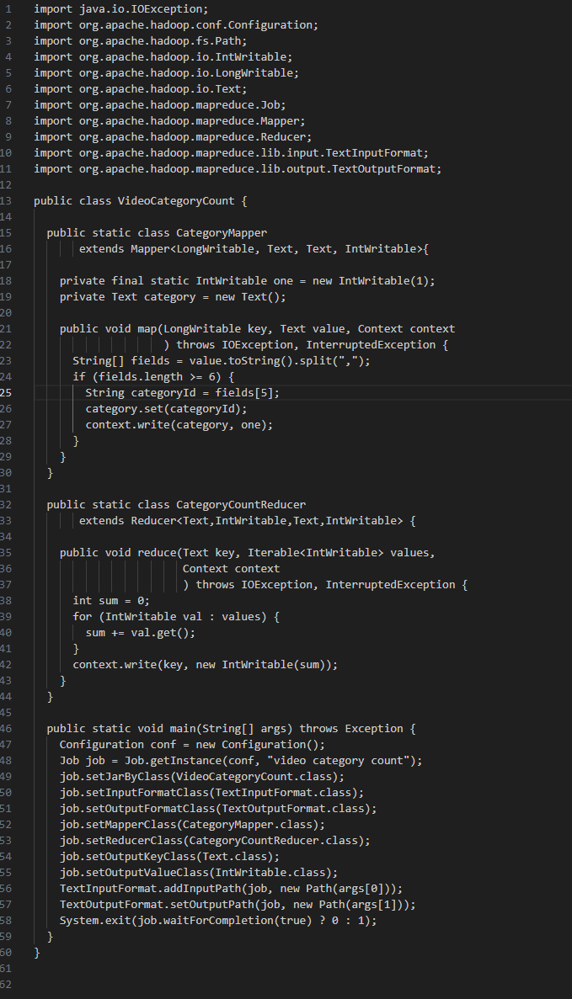 1 import java.io.IOException;
2 import org.apache.hadoop.conf.Configuration;
3 import org.apache.hadoop.fs.Path;
4 import org.apache.hadoop.io.IntWritable;
5 import org.apache.hadoop.io.LongWritable;
6 import org.apache.hadoop.io.Text;
7 import org.apache.hadoop.mapreduce.Job;
8 import org.apache.hadoop.mapreduce.Mapper;
9 import org.apache.hadoop.mapreduce.Reducer;
10 import org.apache.hadoop.mapreduce.lib.input.TextInputFormat;
11 import org.apache.hadoop.mapreduce.lib.output.TextOutputFormat;
12
13 public class VideoCategoryCount {
14
15   public static class CategoryMapper
16        extends Mapper<LongWritable, Text, Text, IntWritable>{
17
18     private final static IntWritable one = new IntWritable(1);
19     private Text category = new Text();
20
21     public void map(LongWritable key, Text value, Context context
22                     ) throws IOException, InterruptedException {
23       String[] fields = value.toString().split(",");
24       if (fields.length >= 6) {
25         String categoryId = fields[5];
26         category.set(categoryId);
27         context.write(category, one);
28       }
29     }
30   }
31
32   public static class CategoryCountReducer
33        extends Reducer<Text,IntWritable,Text,IntWritable> {
34
35     public void reduce(Text key, Iterable<IntWritable> values,
36                        Context context
37                        ) throws IOException, InterruptedException {
38       int sum = 0;
39       for (IntWritable val : values) {
40         sum += val.get();
41       }
42       context.write(key, new IntWritable(sum));
43     }
44   }
45
46   public static void main(String[] args) throws Exception {
47     Configuration conf = new Configuration();
48     Job job = Job.getInstance(conf, "video category count");
49     job.setJarByClass(VideoCategoryCount.class);
50     job.setInputFormatClass(TextInputFormat.class);
51     job.setOutputFormatClass(TextOutputFormat.class);
52     job.setMapperClass(CategoryMapper.class);
53     job.setReducerClass(CategoryCountReducer.class);
54     job.setOutputKeyClass(Text.class);
55     job.setOutputValueClass(IntWritable.class);
56     TextInputFormat.addInputPath(job, new Path(args[0]));
57     TextOutputFormat.setOutputPath(job, new Path(args[1]));
58     System.exit(job.waitForCompletion(true) ? 0 : 1);
59   }
60 }
61
62